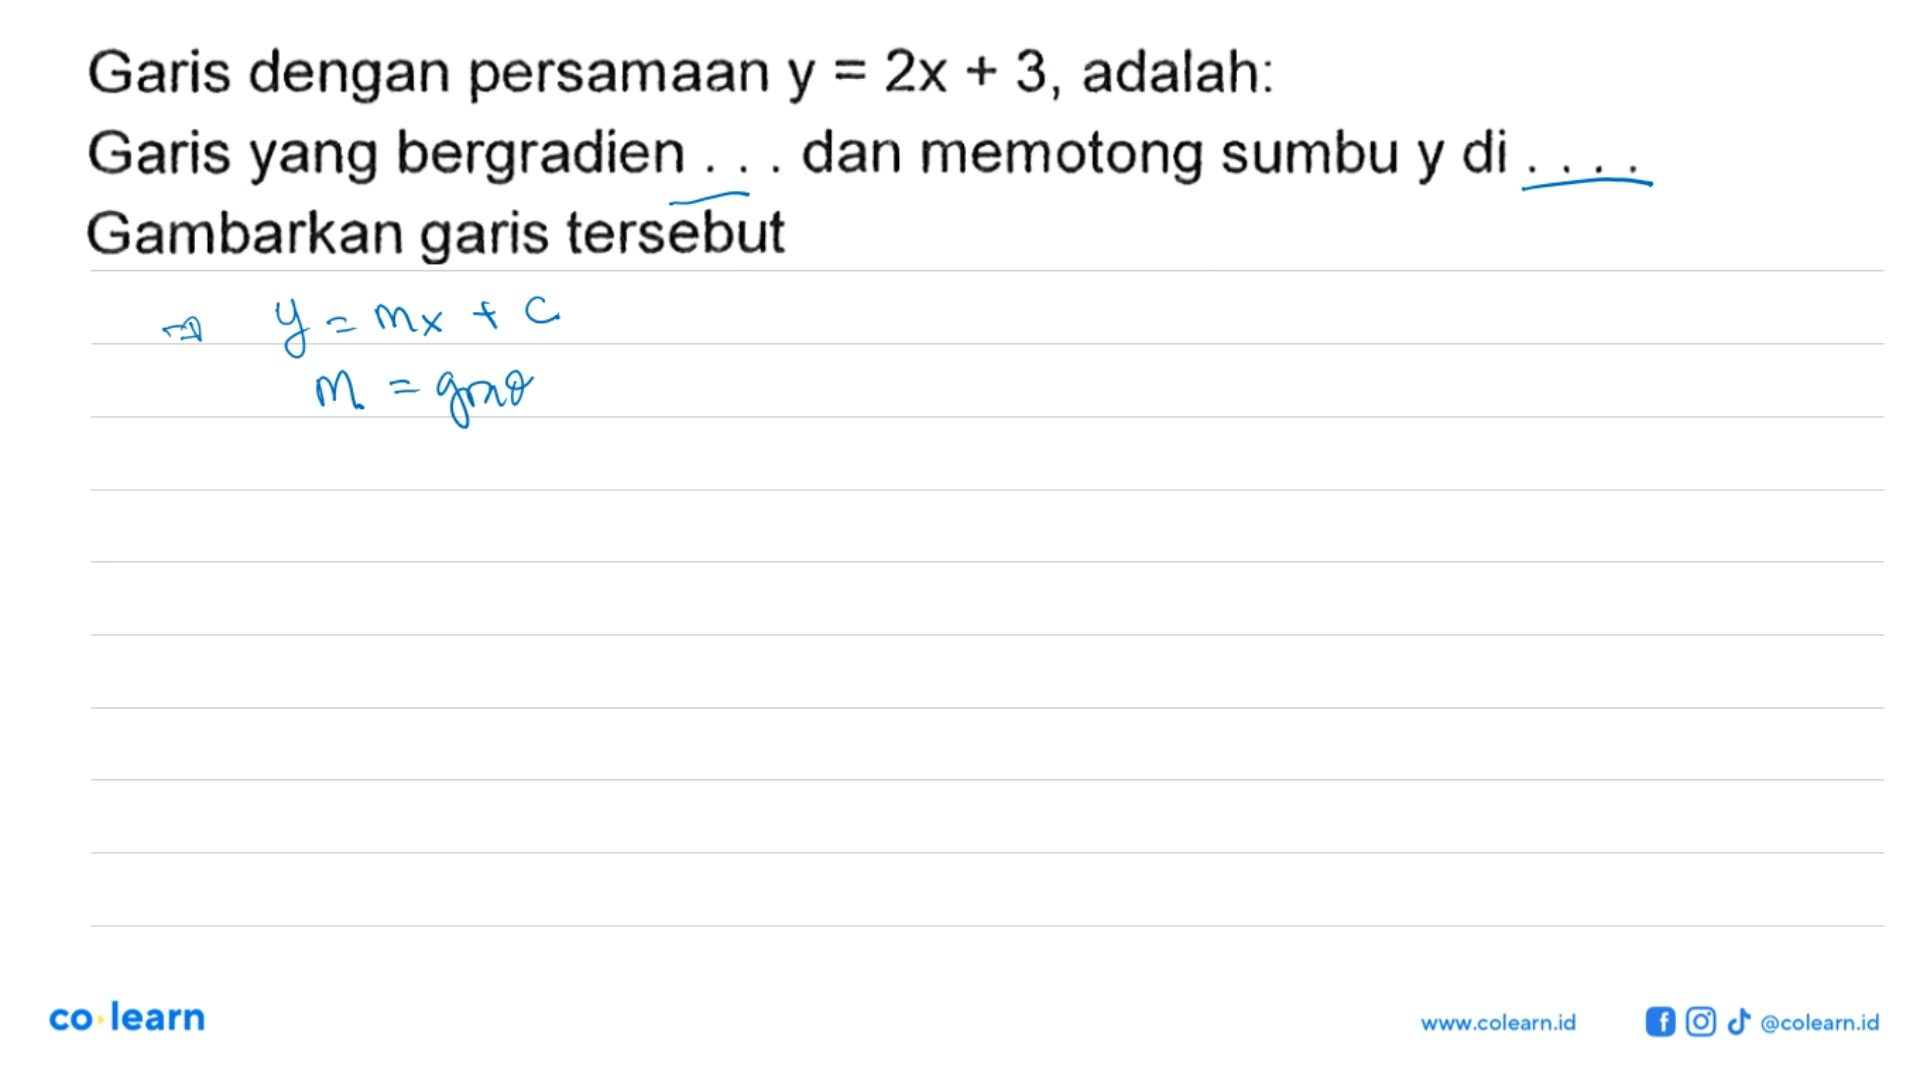 Garis dengan persamaan y = 2x + 3, adalah:
Garis yang bergradien . . . dan memotong sumbu y di . . . .
Gambarkan garis tersebut
⇒ y = mx + c
m =
co learn
www.colearn.id
@colearn.id